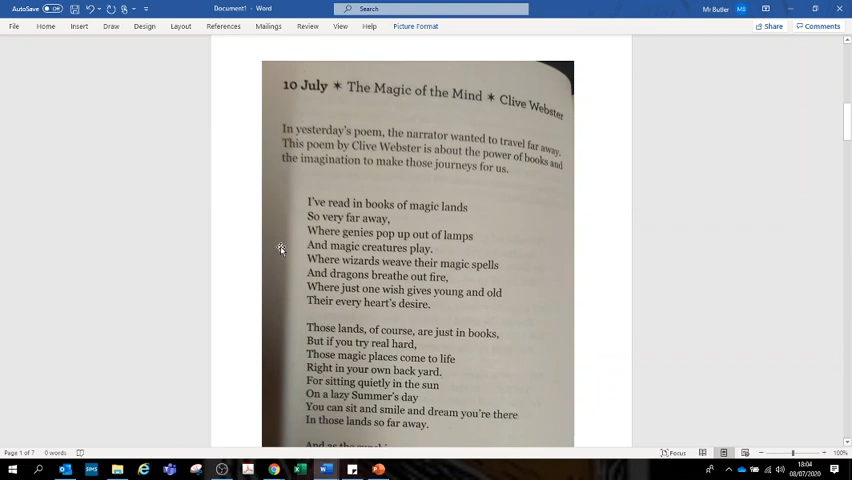 AutoSave Off
Document1 - Word
Search
Mr Butler
MB
File Home Insert Draw Design Layout References Mailings Review View Help Picture Format
Share Comments
10 July ✶ The Magic of the Mind ✶ Clive Webster
In yesterday's poem, the narrator wanted to travel far away.
This poem by Clive Webster is about the power of books and
the imagination to make those journeys for us.
I've read in books of magic lands
So very far away,
Where genies pop up out of lamps
And magic creatures play.
Where wizards weave their magic spells
And dragons breathe out fire,
Where just one wish gives young and old
Their every heart's desire.
Those lands, of course, are just in books,
But if you try real hard,
Those magic places come to life
Right in your own back yard.
For sitting quietly in the sun
On a lazy Summer's day
You can sit and smile and dream you're there
In those lands so far away.
And as the
Page 1 of 7 0 words
Focus
100%
SIMS
18:04
08/07/2020